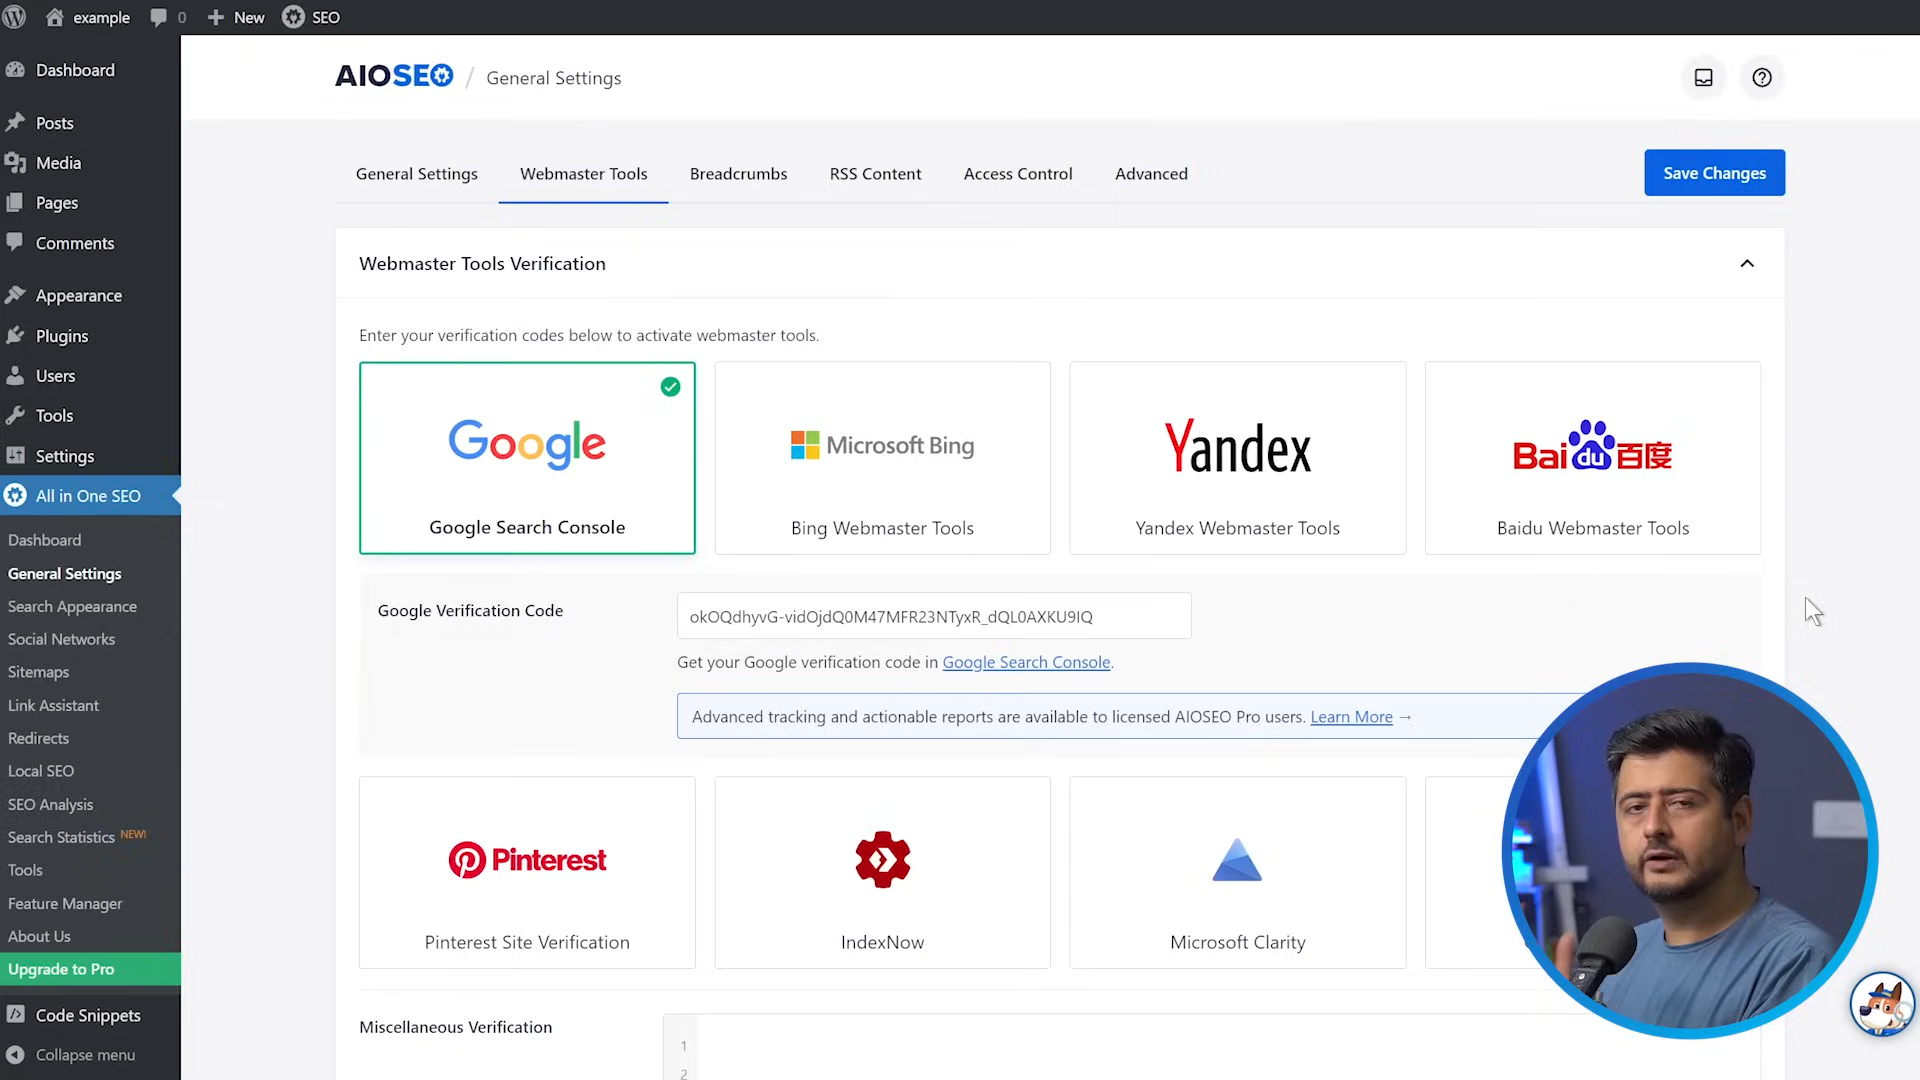 example
0
New
SEO
Dashboard
Posts
Media
Pages
Comments
Appearance
Plugins
Users
Tools
Settings
All in One SEO
Dashboard
General Settings
Search Appearance
Social Networks
Sitemaps
Link Assistant
Redirects
Local SEO
SEO Analysis
Search Statistics NEW!
Tools
Feature Manager
About Us
Upgrade to Pro
Code Snippets
Collapse menu
AIOSEO / General Settings
General Settings
Webmaster Tools
Breadcrumbs
RSS Content
Access Control
Advanced
Save Changes
Webmaster Tools Verification
Enter your verification codes below to activate webmaster tools.
Google
Google Search Console
Microsoft Bing
Bing Webmaster Tools
Yandex
Yandex Webmaster Tools
Baidu百度
Baidu Webmaster Tools
Google Verification Code
okOQdhyvG-vidOjdQ0M47MFR23NTyxR_dQL0AXKU9IQ
Get your Google verification code in Google Search Console.
Advanced tracking and actionable reports are available to licensed AIOSEO Pro users. Learn More →
Pinterest
Pinterest Site Verification
IndexNow
Microsoft Clarity
Miscellaneous Verification
1
2